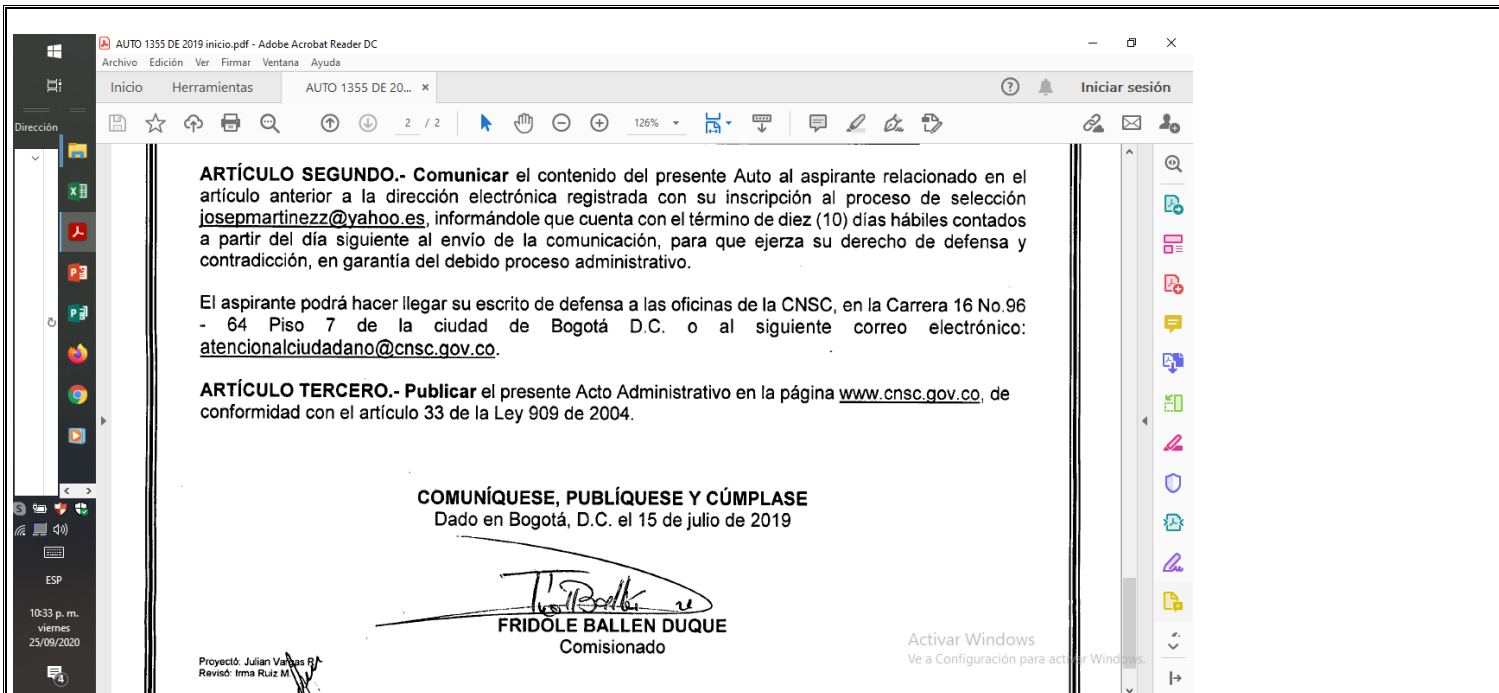 AUTO 1355 DE 2019 inicio.pdf - Adobe Acrobat Reader DC
Archivo Edición Ver Firmar Ventana Ayuda
Inicio Herramientas AUTO 1355 DE 20... × Iniciar sesión
Dirección
2 / 2 126%
ARTÍCULO SEGUNDO.- Comunicar el contenido del presente Auto al aspirante relacionado en el
artículo anterior a la dirección electrónica registrada con su inscripción al proceso de selección
josepmartinezz@yahoo.es, informándole que cuenta con el término de diez (10) días hábiles contados
a partir del día siguiente al envío de la comunicación, para que ejerza su derecho de defensa y
contradicción, en garantía del debido proceso administrativo.
El aspirante podrá hacer llegar su escrito de defensa a las oficinas de la CNSC, en la Carrera 16 No.96
- 64 Piso 7 de la ciudad de Bogotá D.C. o al siguiente correo electrónico:
atencionalciudadano@cnsc.gov.co.
ARTÍCULO TERCERO.- Publicar el presente Acto Administrativo en la página www.cnsc.gov.co, de
conformidad con el artículo 33 de la Ley 909 de 2004.
COMUNÍQUESE, PUBLÍQUESE Y CÚMPLASE
Dado en Bogotá, D.C. el 15 de julio de 2019
FRIDOLE BALLEN DUQUE
Comisionado
Proyectó: Julian Vargas R
Revisó: Irma Ruiz M.
Activar Windows
Ve a Configuración para activar Windows.
ESP
10:33 p. m.
viernes
25/09/2020
4